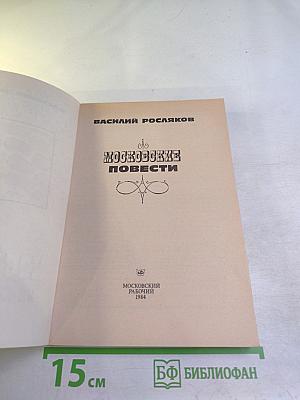 ВАСИЛИЙ РОСЛЯКОВ
МОСКОВСКИЕ
ПОВЕСТИ
МОСКОВСКИЙ
РАБОЧИЙ
1984
15 см
БФ БИБЛИОФАН